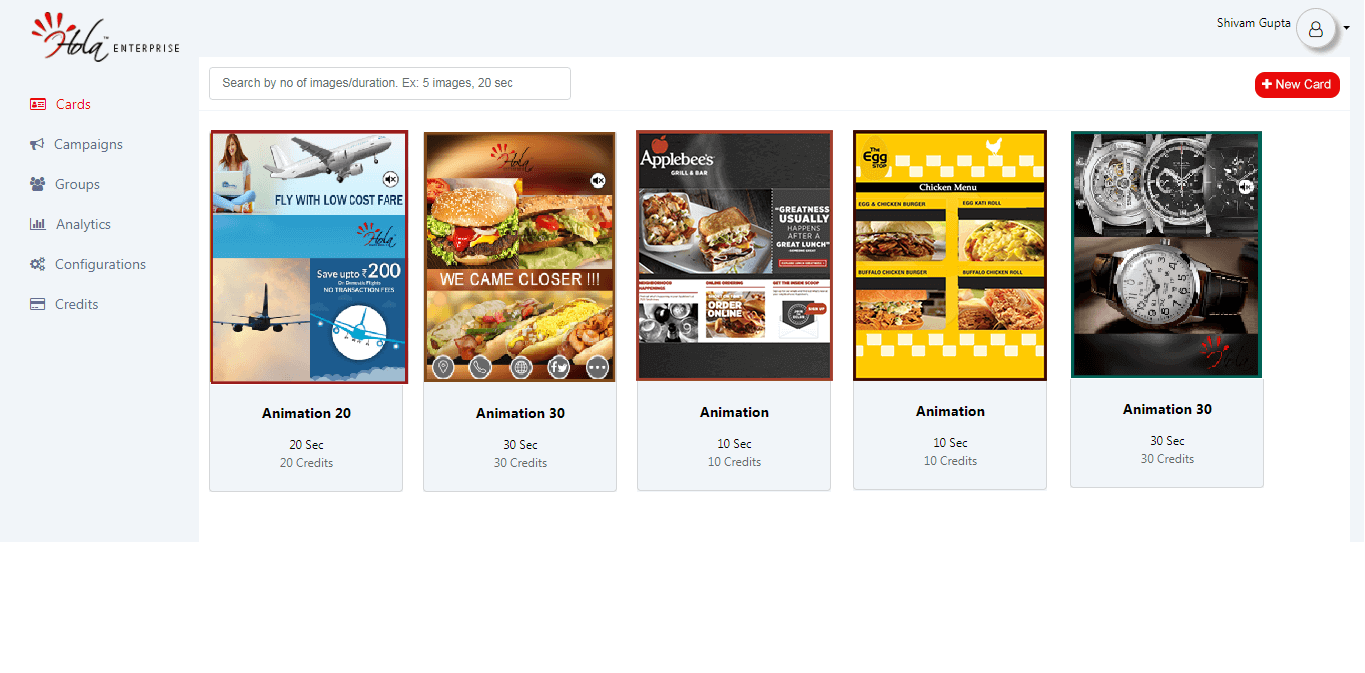 Hola™ ENTERPRISE
Shivam Gupta
Cards
Campaigns
Groups
Analytics
Configurations
Credits
Search by no of images/duration. Ex: 5 images, 20 sec
New Card
FLY WITH LOW COST FARE
Hola
Save upto ₹200
On Domestic Flights
NO TRANSACTION FEES
Animation 20
20 Sec
20 Credits
Hola
WE CAME CLOSER !!!
Animation 30
30 Sec
30 Credits
Applebee's
GRILL & BAR
"GREATNESS
USUALLY
HAPPENS
AFTER A
GREAT LUNCH"
NEIGHBORHOOD
HAPPENINGS
ONLINE ORDERING
GET THE INSIDE SCOOP
ORDER
ONLINE
SIGN UP
Animation
10 Sec
10 Credits
The
Egg
STOP
Chicken Menu
EGG & CHICKEN BURGER
EGG KATI ROLL
BUFFALO CHICKEN BURGER
BUFFALO CHICKEN ROLL
Animation
10 Sec
10 Credits
Hola
Animation 30
30 Sec
30 Credits